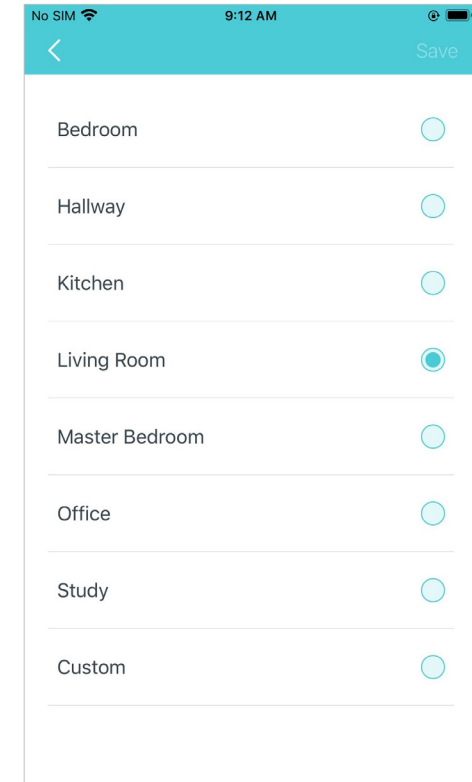 No SIM 9:12 AM
Save
Bedroom
Hallway
Kitchen
Living Room
Master Bedroom
Office
Study
Custom